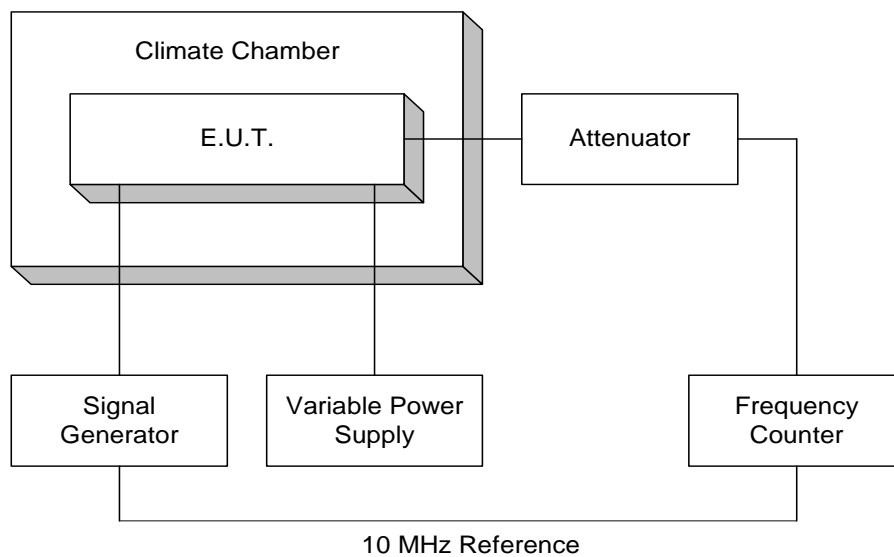 Climate Chamber
E.U.T.
Attenuator
Signal
Generator
Variable Power
Supply
Frequency
Counter
10 MHz Reference